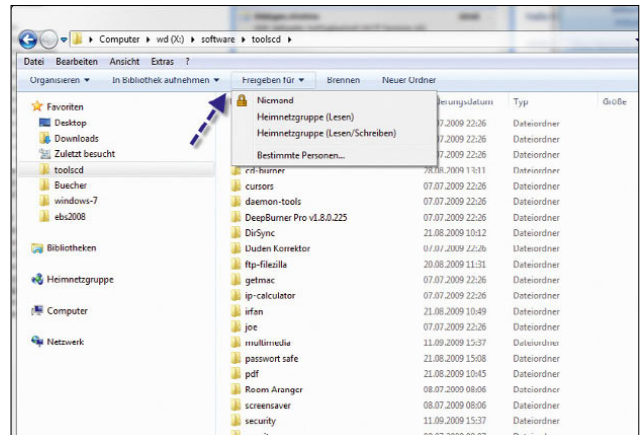 Computer ▸ wd (X:) ▸ software ▸ toolscd ▸
Datei Bearbeiten Ansicht Extras ?
Organisieren In Bibliothek aufnehmen Freigeben für Brennen Neuer Ordner
Favoriten
Desktop
Downloads
Zuletzt besucht
toolscd
Buecher
windows-7
ebs2008
Bibliotheken
Heimnetzgruppe
Computer
Netzwerk
Niemand
Heimnetzgruppe (Lesen)
Heimnetzgruppe (Lesen/Schreiben)
Bestimmte Personen...
Typ Größe
07.2009 22:26 Dateiordner
07.2009 22:26 Dateiordner
07.2009 22:26 Dateiordner
07.2009 22:26 Dateiordner
cd-burner 28.08.2009 13:11 Dateiordner
cursors 07.07.2009 22:26 Dateiordner
daemon-tools 07.07.2009 22:26 Dateiordner
DeepBurner Pro v1.8.0.225 07.07.2009 22:26 Dateiordner
DirSync 21.08.2009 10:12 Dateiordner
Duden Korrektor 07.07.2009 22:26 Dateiordner
ftp-filezilla 20.08.2009 11:31 Dateiordner
getmac 07.07.2009 22:26 Dateiordner
ip-calculator 07.07.2009 22:26 Dateiordner
irfan 21.08.2009 10:49 Dateiordner
joe 07.07.2009 22:26 Dateiordner
multimedia 11.09.2009 15:37 Dateiordner
passwort safe 21.08.2009 15:08 Dateiordner
pdf 21.08.2009 10:45 Dateiordner
Room Aranger 08.07.2009 08:06 Dateiordner
screensaver 08.07.2009 08:06 Dateiordner
security 11.09.2009 15:37 Dateiordner